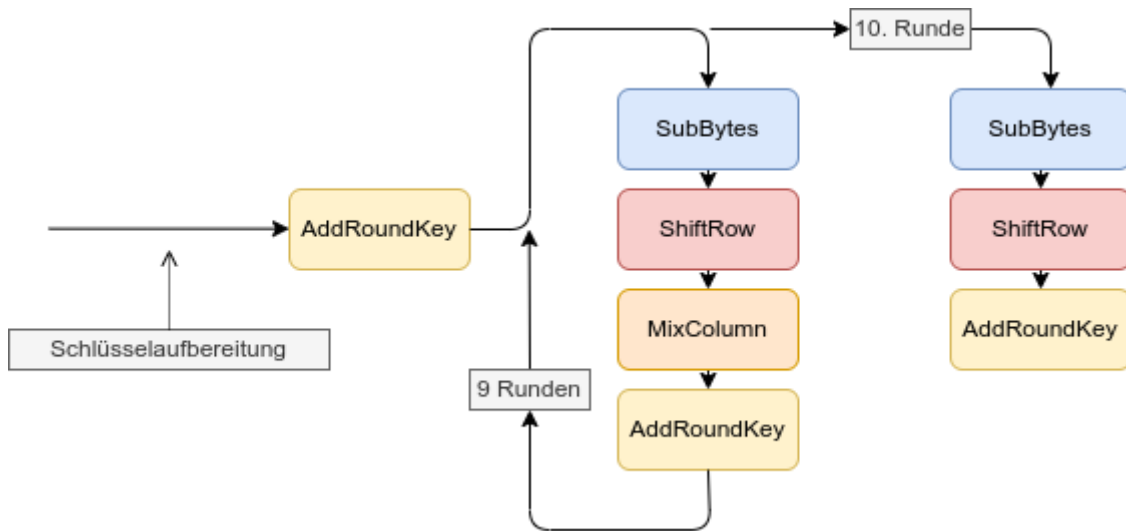 10. Runde
SubBytes
SubBytes
AddRoundKey
ShiftRow
ShiftRow
Schlüsselaufbereitung
MixColumn
AddRoundKey
9 Runden
AddRoundKey